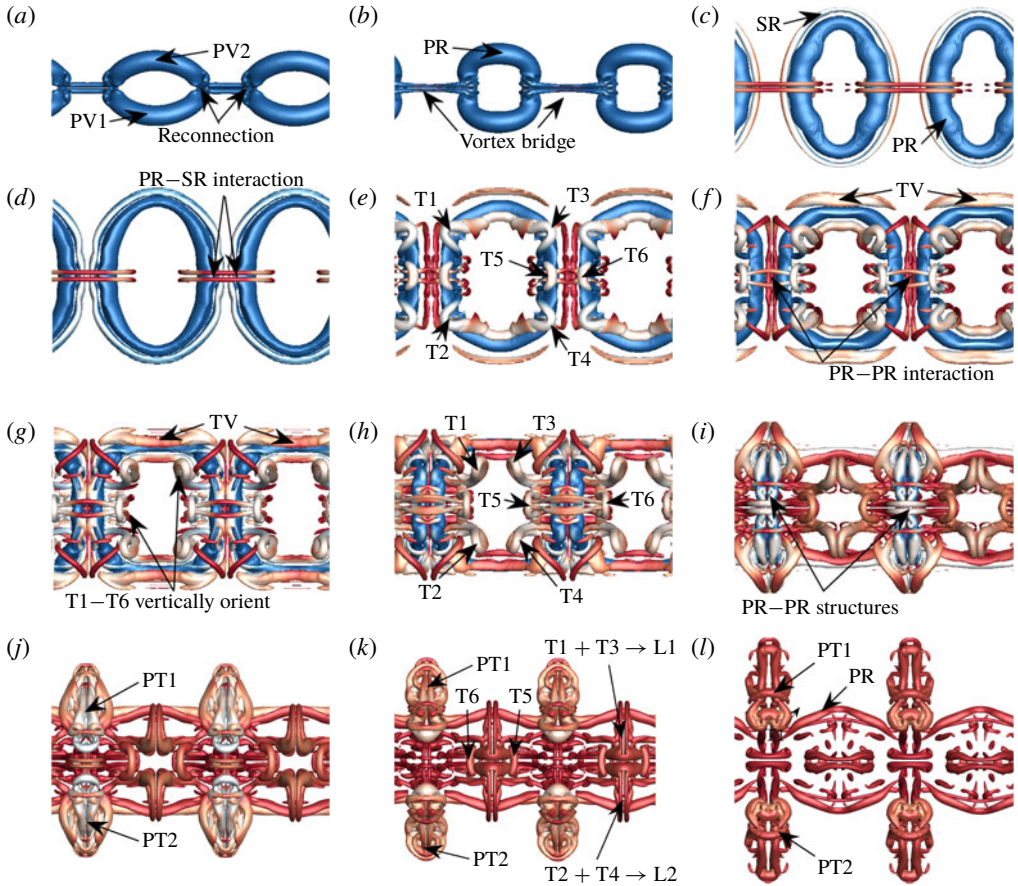 (a)
PV2
PV1
Reconnection
(b)
PR
Vortex bridge
(c)
SR
PR
(d)
PR−SR interaction
(e)
T1
T3
T5
T6
T2
T4
(f)
TV
PR−PR interaction
(g)
TV
T1−T6 vertically orient
(h)
T1
T3
T5
T6
T2
T4
(i)
PR−PR structures
(j)
PT1
PT2
(k)
T1 + T3 → L1
PT1
T6
T5
PT2
T2 + T4 → L2
(l)
PT1
PR
PT2